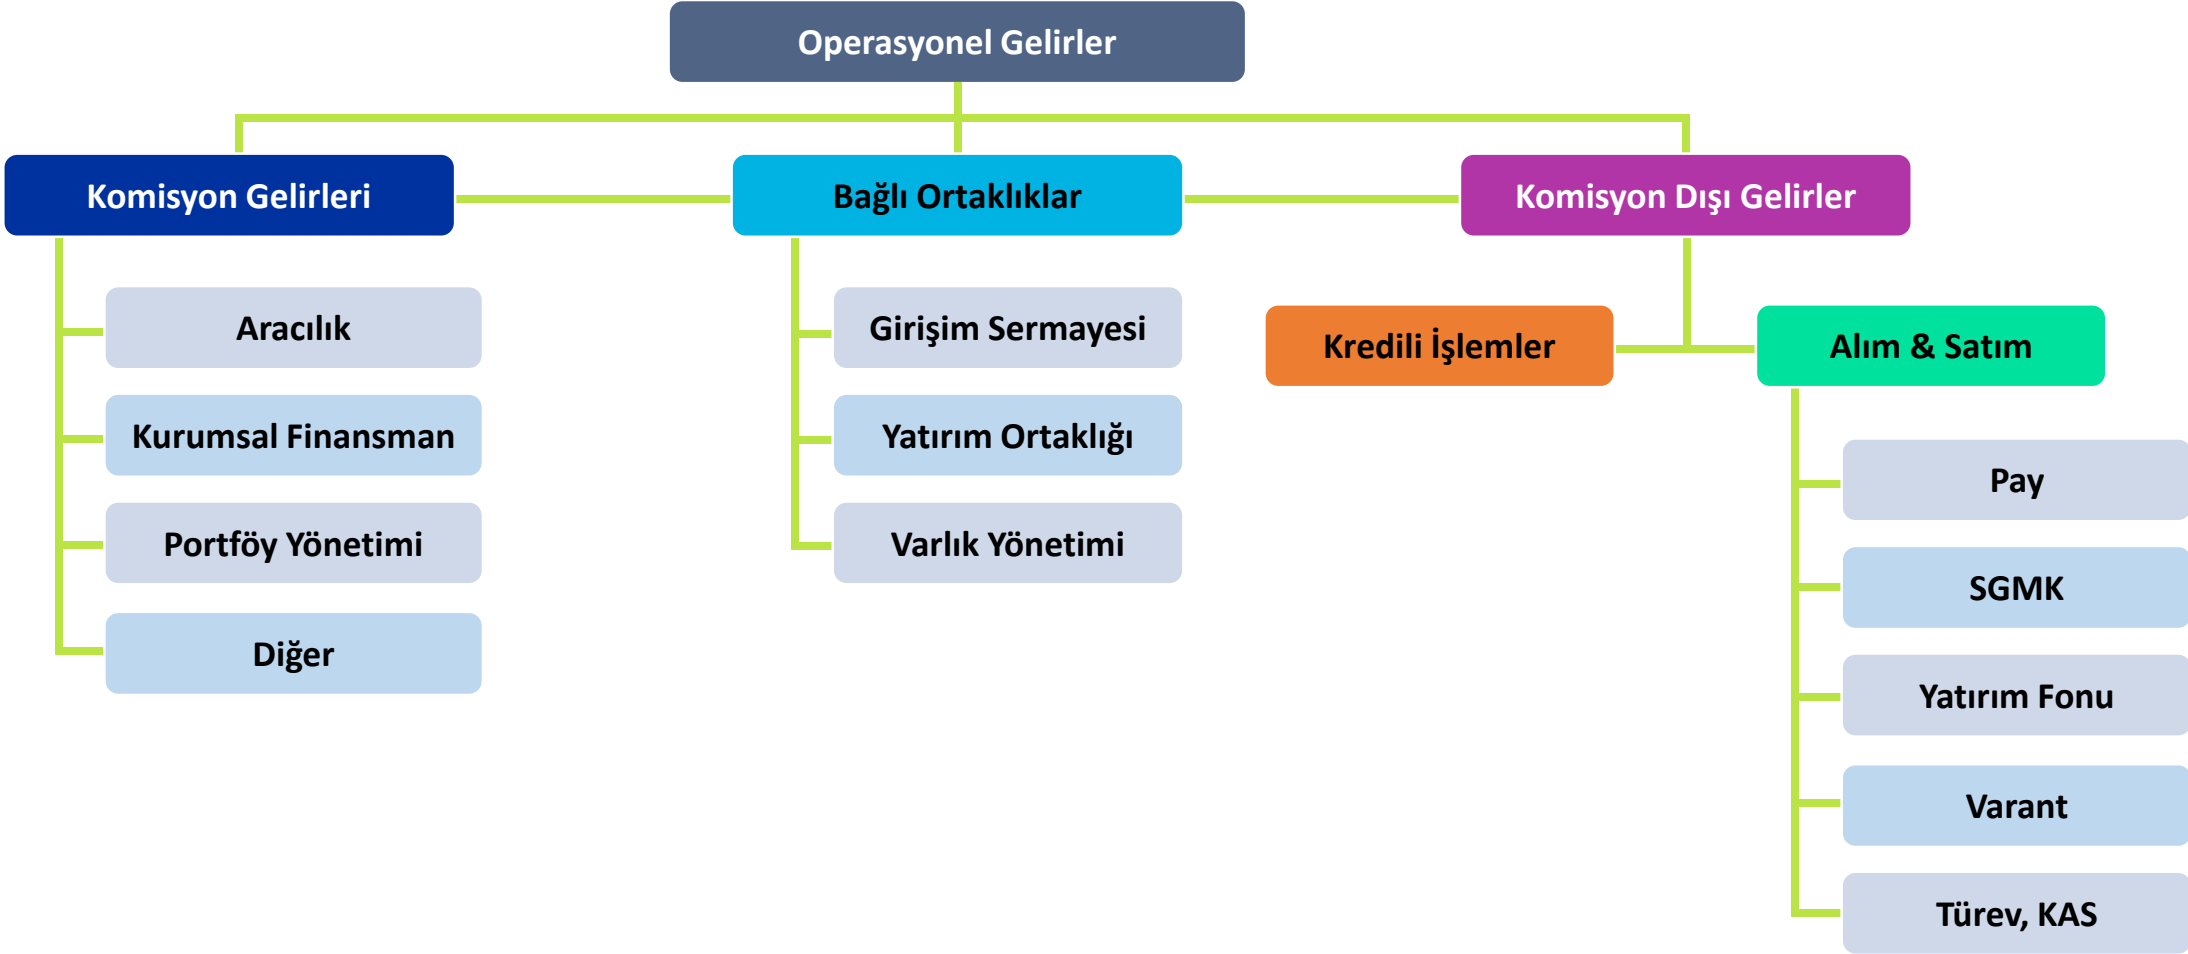 Operasyonel Gelirler
Komisyon Gelirleri
Bağlı Ortaklıklar
Komisyon Dışı Gelirler
Aracılık
Kurumsal Finansman
Portföy Yönetimi
Diğer
Girişim Sermayesi
Yatırım Ortaklığı
Varlık Yönetimi
Kredili İşlemler
Alım & Satım
Pay
SGMK
Yatırım Fonu
Varant
Türev, KAS